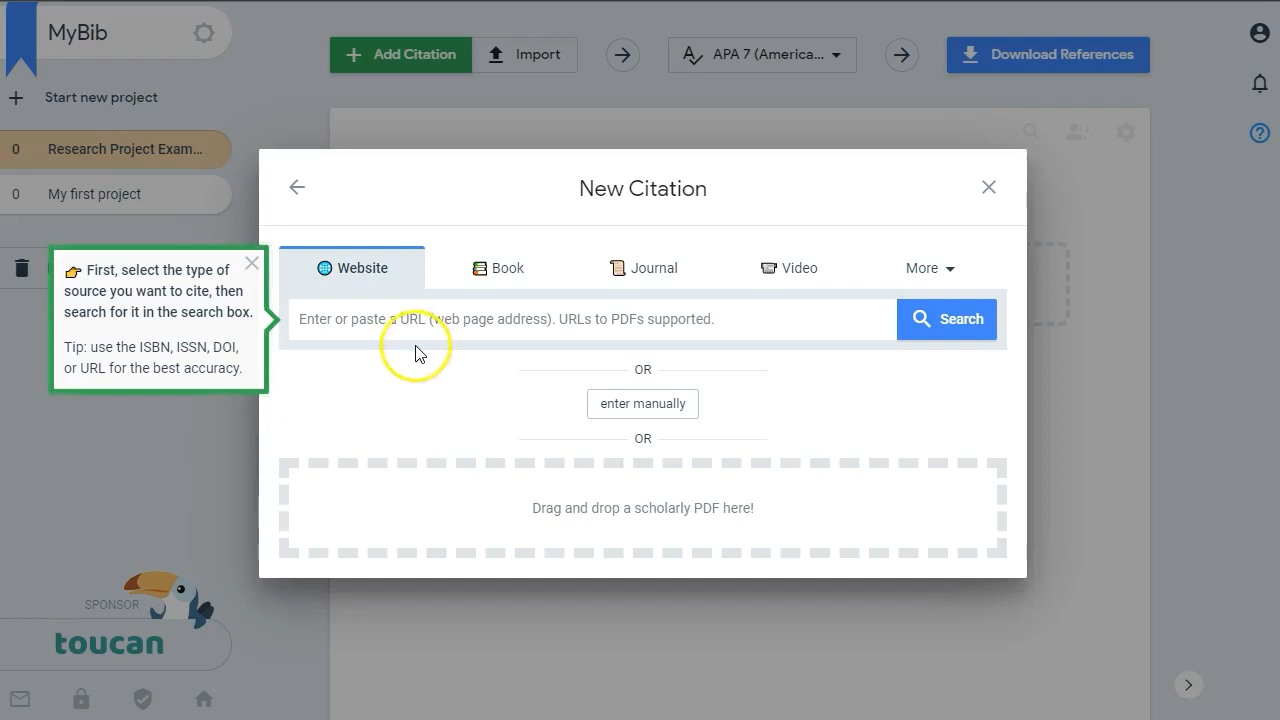 MyBib
Add Citation
Import
APA 7 (America...
Download References
Start new project
0 Research Project Exam...
0 My first project
New Citation
👉 First, select the type of
source you want to cite, then
search for it in the search box.
Tip: use the ISBN, ISSN, DOI,
or URL for the best accuracy.
Website
Book
Journal
Video
More
Enter or paste a URL (web page address). URLs to PDFs supported.
Search
OR
enter manually
OR
Drag and drop a scholarly PDF here!
SPONSOR
toucan